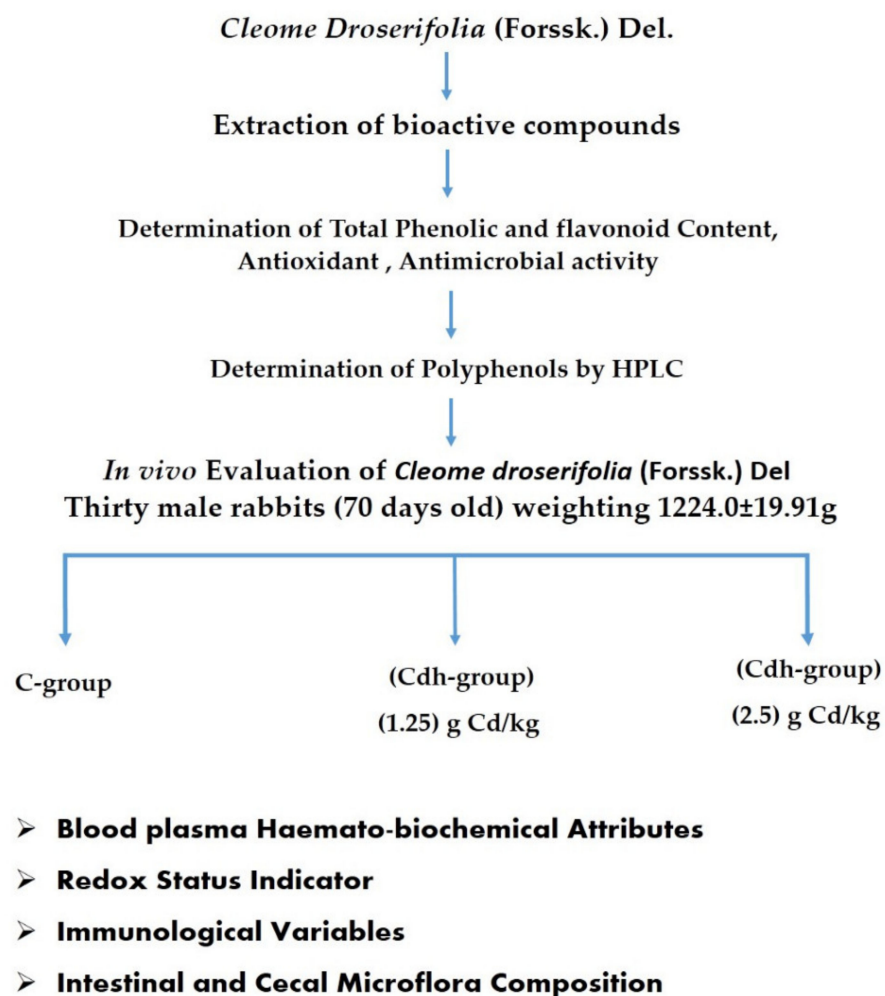 Cleome Droserifolia (Forssk.) Del.
Extraction of bioactive compounds
Determination of Total Phenolic and flavonoid Content,
Antioxidant , Antimicrobial activity
Determination of Polyphenols by HPLC
In vivo Evaluation of Cleome droserifolia (Forssk.) Del
Thirty male rabbits (70 days old) weighting 1224.0±19.91g
C-group
(Cdh-group)
(1.25) g Cd/kg
(Cdh-group)
(2.5) g Cd/kg
➢ Blood plasma Haemato-biochemical Attributes
➢ Redox Status Indicator
➢ Immunological Variables
➢ Intestinal and Cecal Microflora Composition